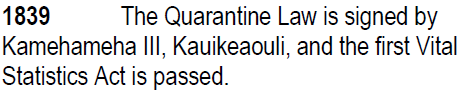 1839 The Quarantine Law is signed by
Kamehameha III, Kauikeaouli, and the first Vital
Statistics Act is passed.